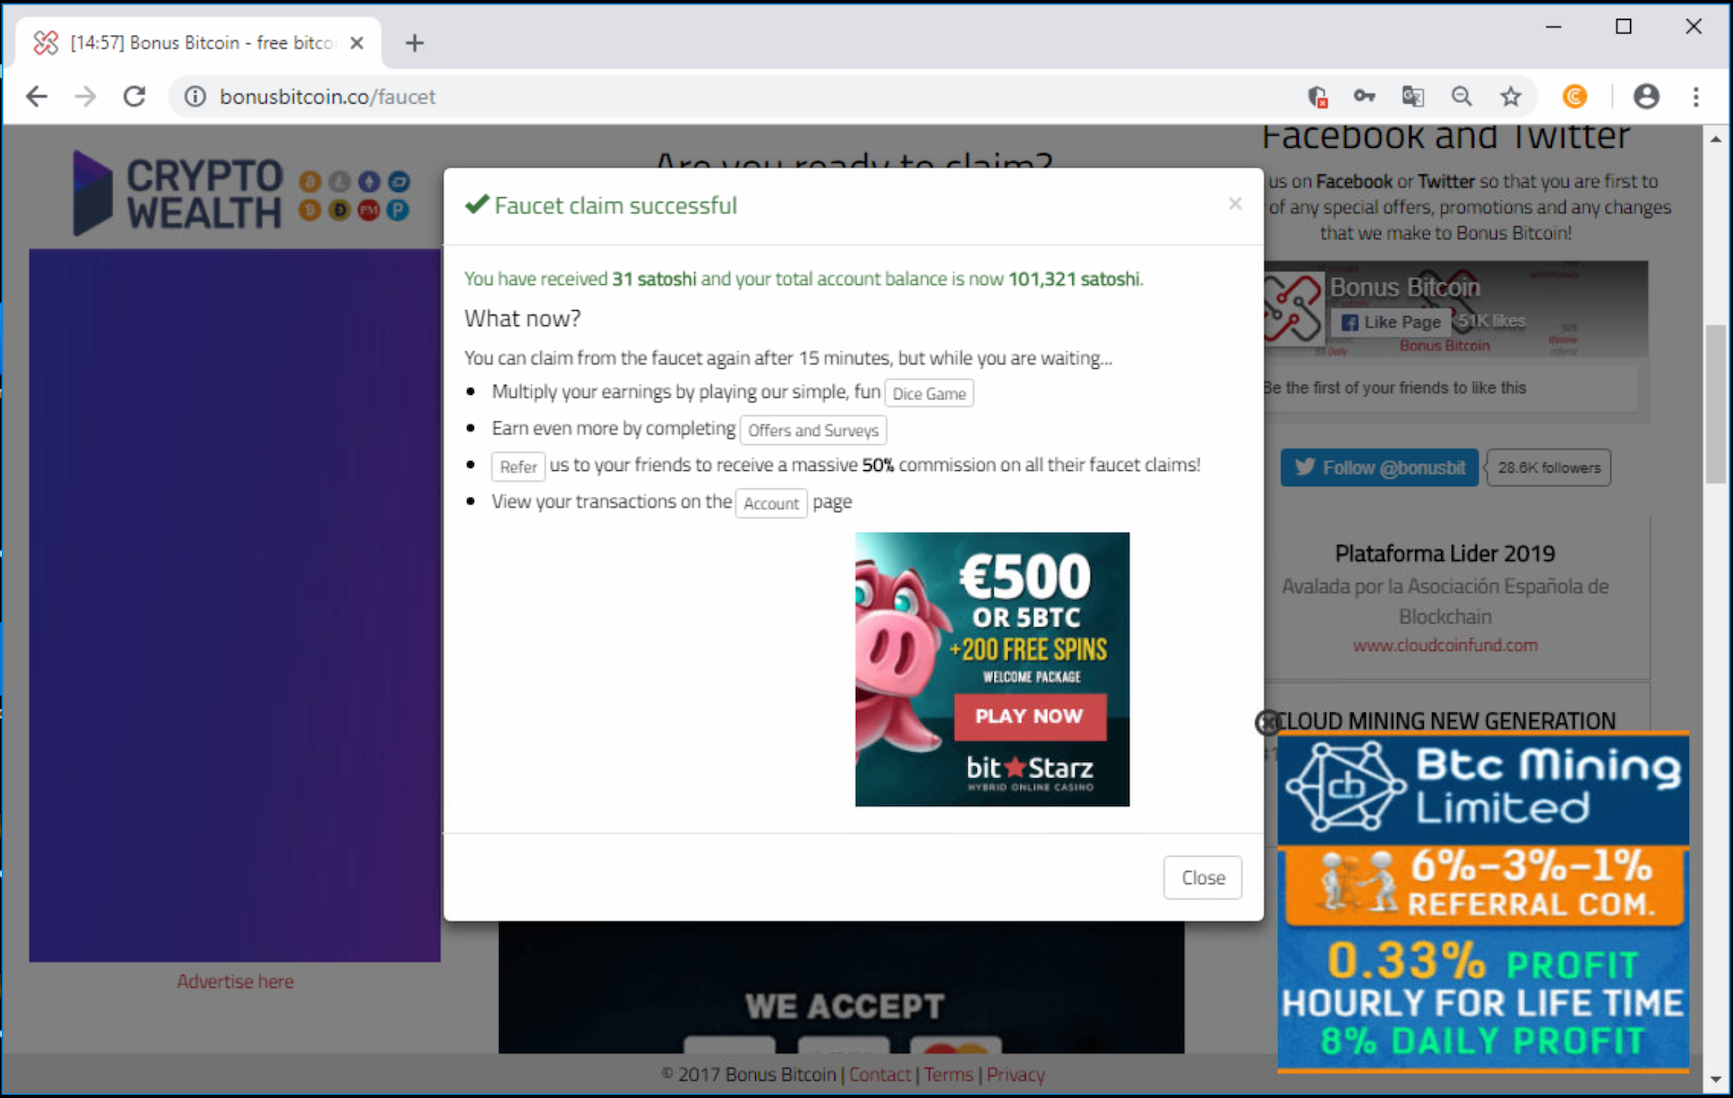 [14:57] Bonus Bitcoin - free bitco
bonusbitcoin.co/faucet
CRYPTO
WEALTH
Are you ready to claim?
Facebook and Twitter
us on Facebook or Twitter so that you are first to
of any special offers, promotions and any changes
that we make to Bonus Bitcoin!
Faucet claim successful
×
You have received 31 satoshi and your total account balance is now 101,321 satoshi.
What now?
You can claim from the faucet again after 15 minutes, but while you are waiting...
Multiply your earnings by playing our simple, fun Dice Game
Earn even more by completing Offers and Surveys
Refer us to your friends to receive a massive 50% commission on all their faucet claims!
View your transactions on the Account page
€500
OR 5BTC
+200 FREE SPINS
WELCOME PACKAGE
PLAY NOW
bit★Starz
HYBRID ONLINE CASINO
Close
Bonus Bitcoin
Like Page 51K likes
Daily Bonus Bitcoin
Be the first of your friends to like this
Follow @bonusbit 28.6K followers
Plataforma Lider 2019
Avalada por la Asociación Española de
Blockchain
www.cloudcoinfund.com
CLOUD MINING NEW GENERATION
Btc Mining
Limited
6%-3%-1%
REFERRAL COM.
0.33% PROFIT
HOURLY FOR LIFE TIME
8% DAILY PROFIT
Advertise here
WE ACCEPT
© 2017 Bonus Bitcoin | Contact | Terms | Privacy